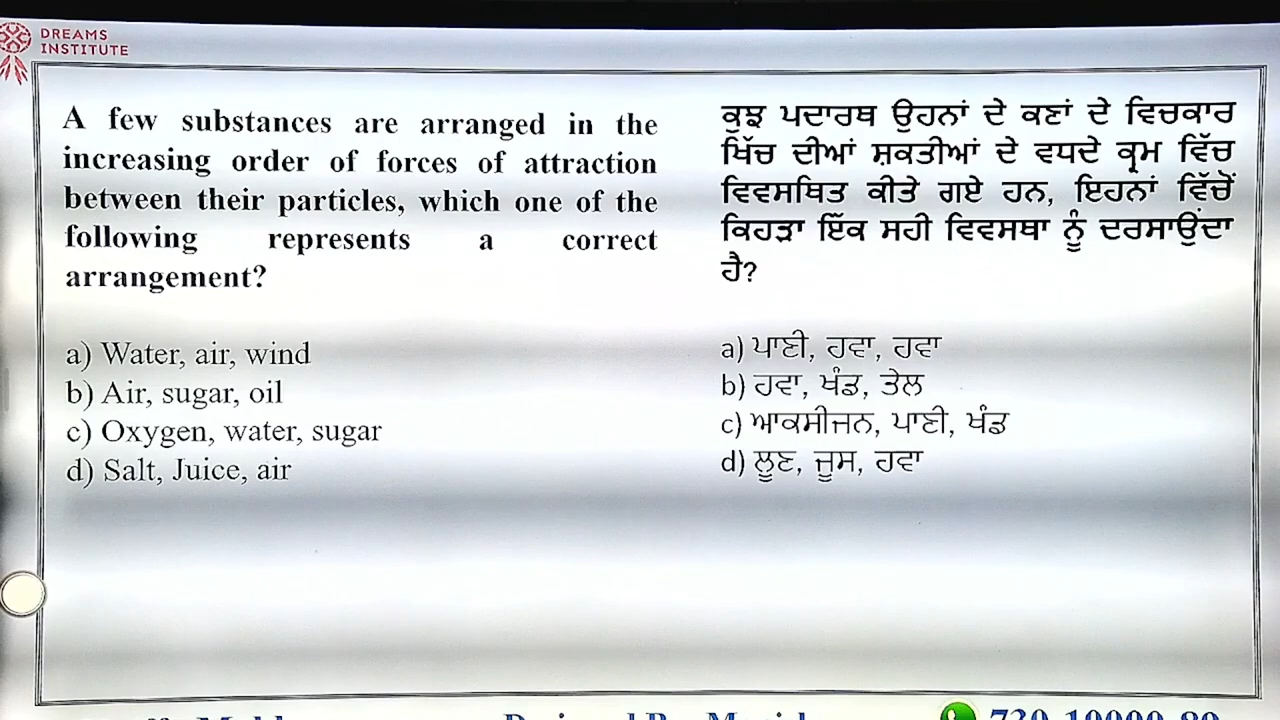 DREAMS
INSTITUTE
A few substances are arranged in the
increasing order of forces of attraction
between their particles, which one of the
following represents a correct
arrangement?
a) Water, air, wind
b) Air, sugar, oil
c) Oxygen, water, sugar
d) Salt, Juice, air
ਕੁਝ ਪਦਾਰਥ ਉਹਨਾਂ ਦੇ ਕਣਾਂ ਦੇ ਵਿਚਕਾਰ
ਖਿੱਚ ਦੀਆਂ ਸ਼ਕਤੀਆਂ ਦੇ ਵਧਦੇ ਕ੍ਰਮ ਵਿੱਚ
ਵਿਵਸਥਿਤ ਕੀਤੇ ਗਏ ਹਨ, ਇਹਨਾਂ ਵਿੱਚੋਂ
ਕਿਹੜਾ ਇੱਕ ਸਹੀ ਵਿਵਸਥਾ ਨੂੰ ਦਰਸਾਉਂਦਾ
ਹੈ?
a) ਪਾਣੀ, ਹਵਾ, ਹਵਾ
b) ਹਵਾ, ਖੰਡ, ਤੇਲ
c) ਆਕਸੀਜਨ, ਪਾਣੀ, ਖੰਡ
d) ਲੂਣ, ਜੂਸ, ਹਵਾ